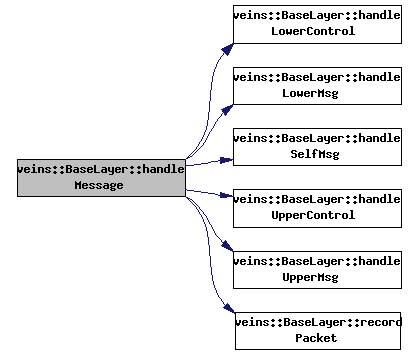 veins::BaseLayer::handle
LowerControl
veins::BaseLayer::handle
LowerMsg
veins::BaseLayer::handle
SelfMsg
veins::BaseLayer::handle
Message
veins::BaseLayer::handle
UpperControl
veins::BaseLayer::handle
UpperMsg
veins::BaseLayer::record
Packet